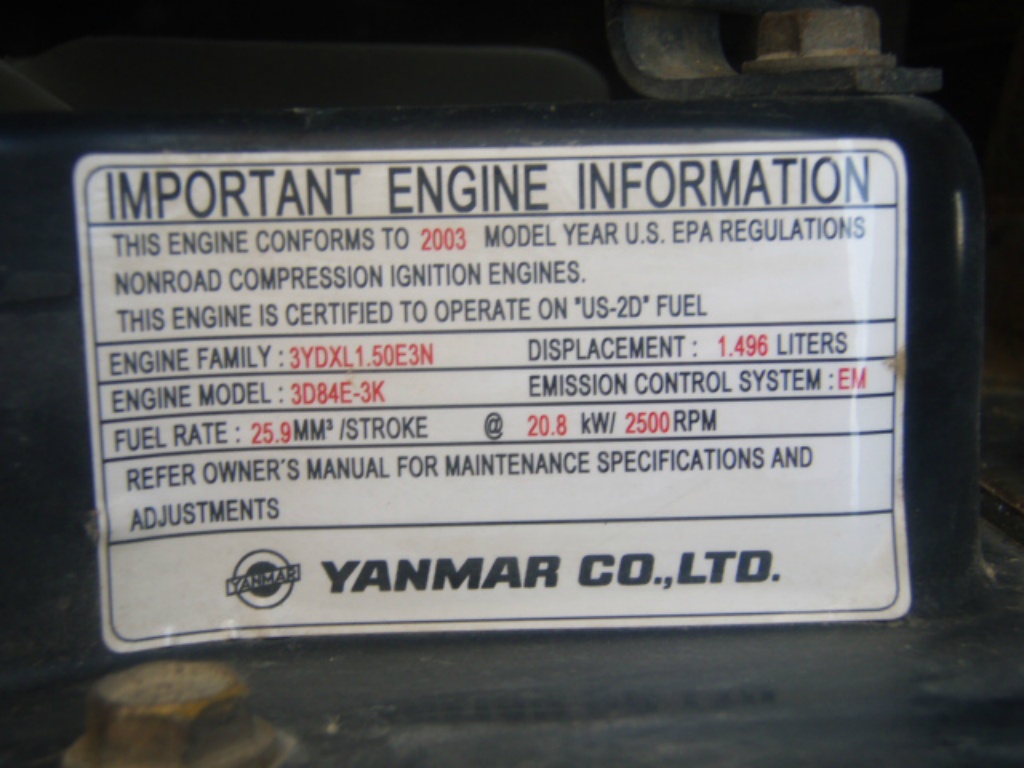 IMPORTANT ENGINE INFORMATION
THIS ENGINE CONFORMS TO 2003 MODEL YEAR U.S. EPA REGULATIONS
NONROAD COMPRESSION IGNITION ENGINES.
THIS ENGINE IS CERTIFIED TO OPERATE ON "US-2D" FUEL
ENGINE FAMILY : 3YDXL1.50E3N DISPLACEMENT : 1.496 LITERS
ENGINE MODEL : 3D84E-3K EMISSION CONTROL SYSTEM : EM
FUEL RATE : 25.9MM³ /STROKE @ 20.8 kW/ 2500 RPM
REFER OWNER'S MANUAL FOR MAINTENANCE SPECIFICATIONS AND
ADJUSTMENTS
YANMAR YANMAR CO.,LTD.